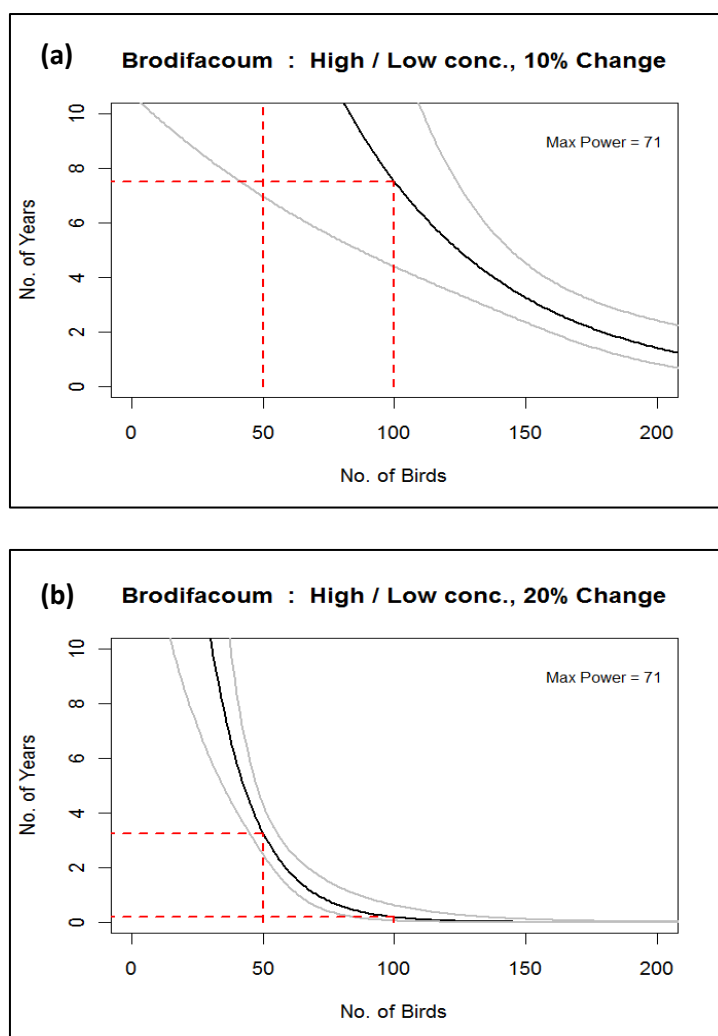 (a) Brodifacoum : High / Low conc., 10% Change
Max Power = 71
No. of Years
10
8
6
4
2
0
0 50 100 150 200
No. of Birds
(b) Brodifacoum : High / Low conc., 20% Change
Max Power = 71
No. of Years
10
8
6
4
2
0
0 50 100 150 200
No. of Birds